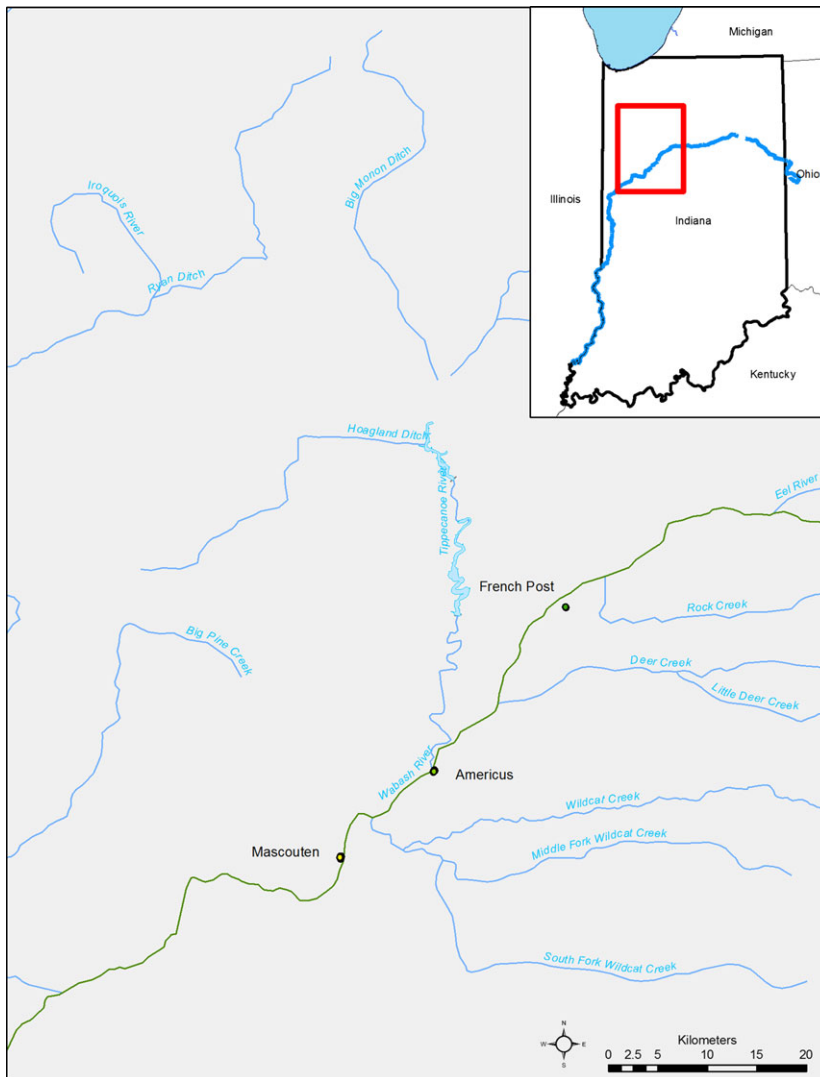 Michigan
Illinois
Indiana
Ohio
Kentucky
Iroquois River
Big Monon Ditch
Ryan Ditch
Hoagland Ditch
Tippecanoe River
Eel River
French Post
Rock Creek
Big Pine Creek
Deer Creek
Little Deer Creek
Wabash River
Americus
Wildcat Creek
Mascouten
Middle Fork Wildcat Creek
South Fork Wildcat Creek
N
W E
S
Kilometers
0 2.5 5 10 15 20